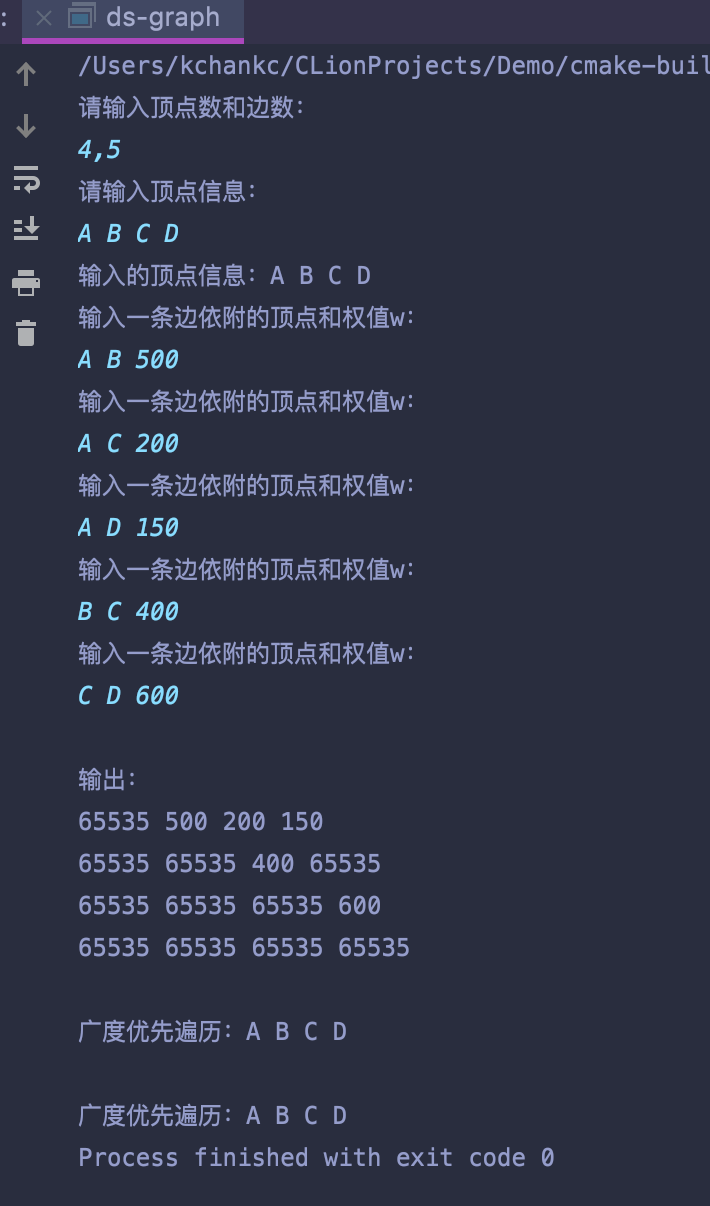 ds-graph
/Users/kchankc/CLionProjects/Demo/cmake-buil
请输入顶点数和边数：
4,5
请输入顶点信息：
A B C D
输入的顶点信息：A B C D
输入一条边依附的顶点和权值w：
A B 500
输入一条边依附的顶点和权值w：
A C 200
输入一条边依附的顶点和权值w：
A D 150
输入一条边依附的顶点和权值w：
B C 400
输入一条边依附的顶点和权值w：
C D 600
输出：
65535 500 200 150
65535 65535 400 65535
65535 65535 65535 600
65535 65535 65535 65535
广度优先遍历：A B C D
广度优先遍历：A B C D
Process finished with exit code 0